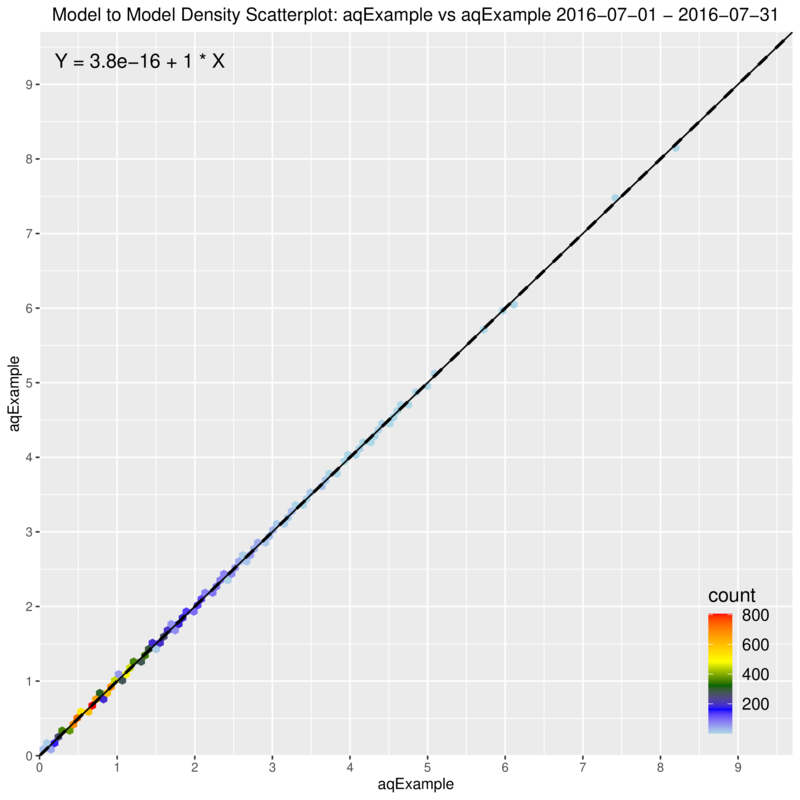 Model to Model Density Scatterplot: aqExample vs aqExample 2016−07−01 − 2016−07−31
Y = 3.8e−16 + 1 * X
9
8
7
6
5
4
3
2
1
0
aqExample
count
800
600
400
200
0 1 2 3 4 5 6 7 8 9
aqExample